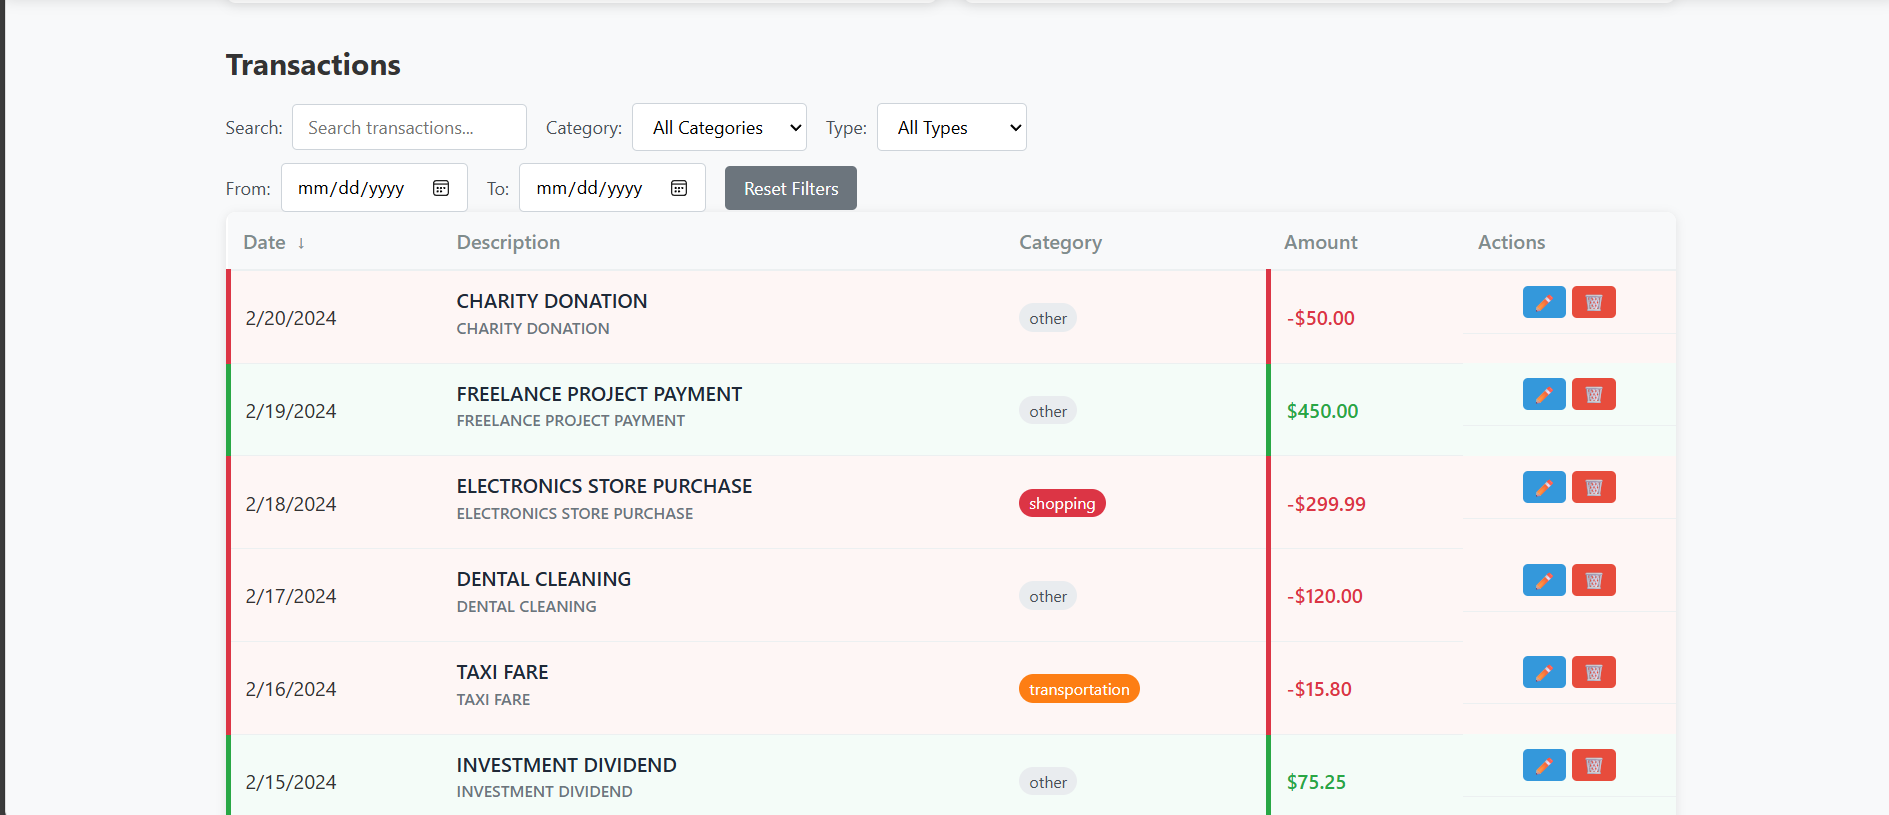 Transactions
Search: Search transactions... Category: All Categories Type: All Types
From: mm/dd/yyyy To: mm/dd/yyyy Reset Filters
Date ↓ Description Category Amount Actions
CHARITY DONATION
2/20/2024 CHARITY DONATION other -$50.00
FREELANCE PROJECT PAYMENT
2/19/2024 FREELANCE PROJECT PAYMENT other $450.00
ELECTRONICS STORE PURCHASE
2/18/2024 ELECTRONICS STORE PURCHASE shopping -$299.99
DENTAL CLEANING
2/17/2024 DENTAL CLEANING other -$120.00
TAXI FARE
2/16/2024 TAXI FARE transportation -$15.80
INVESTMENT DIVIDEND
2/15/2024 INVESTMENT DIVIDEND other $75.25